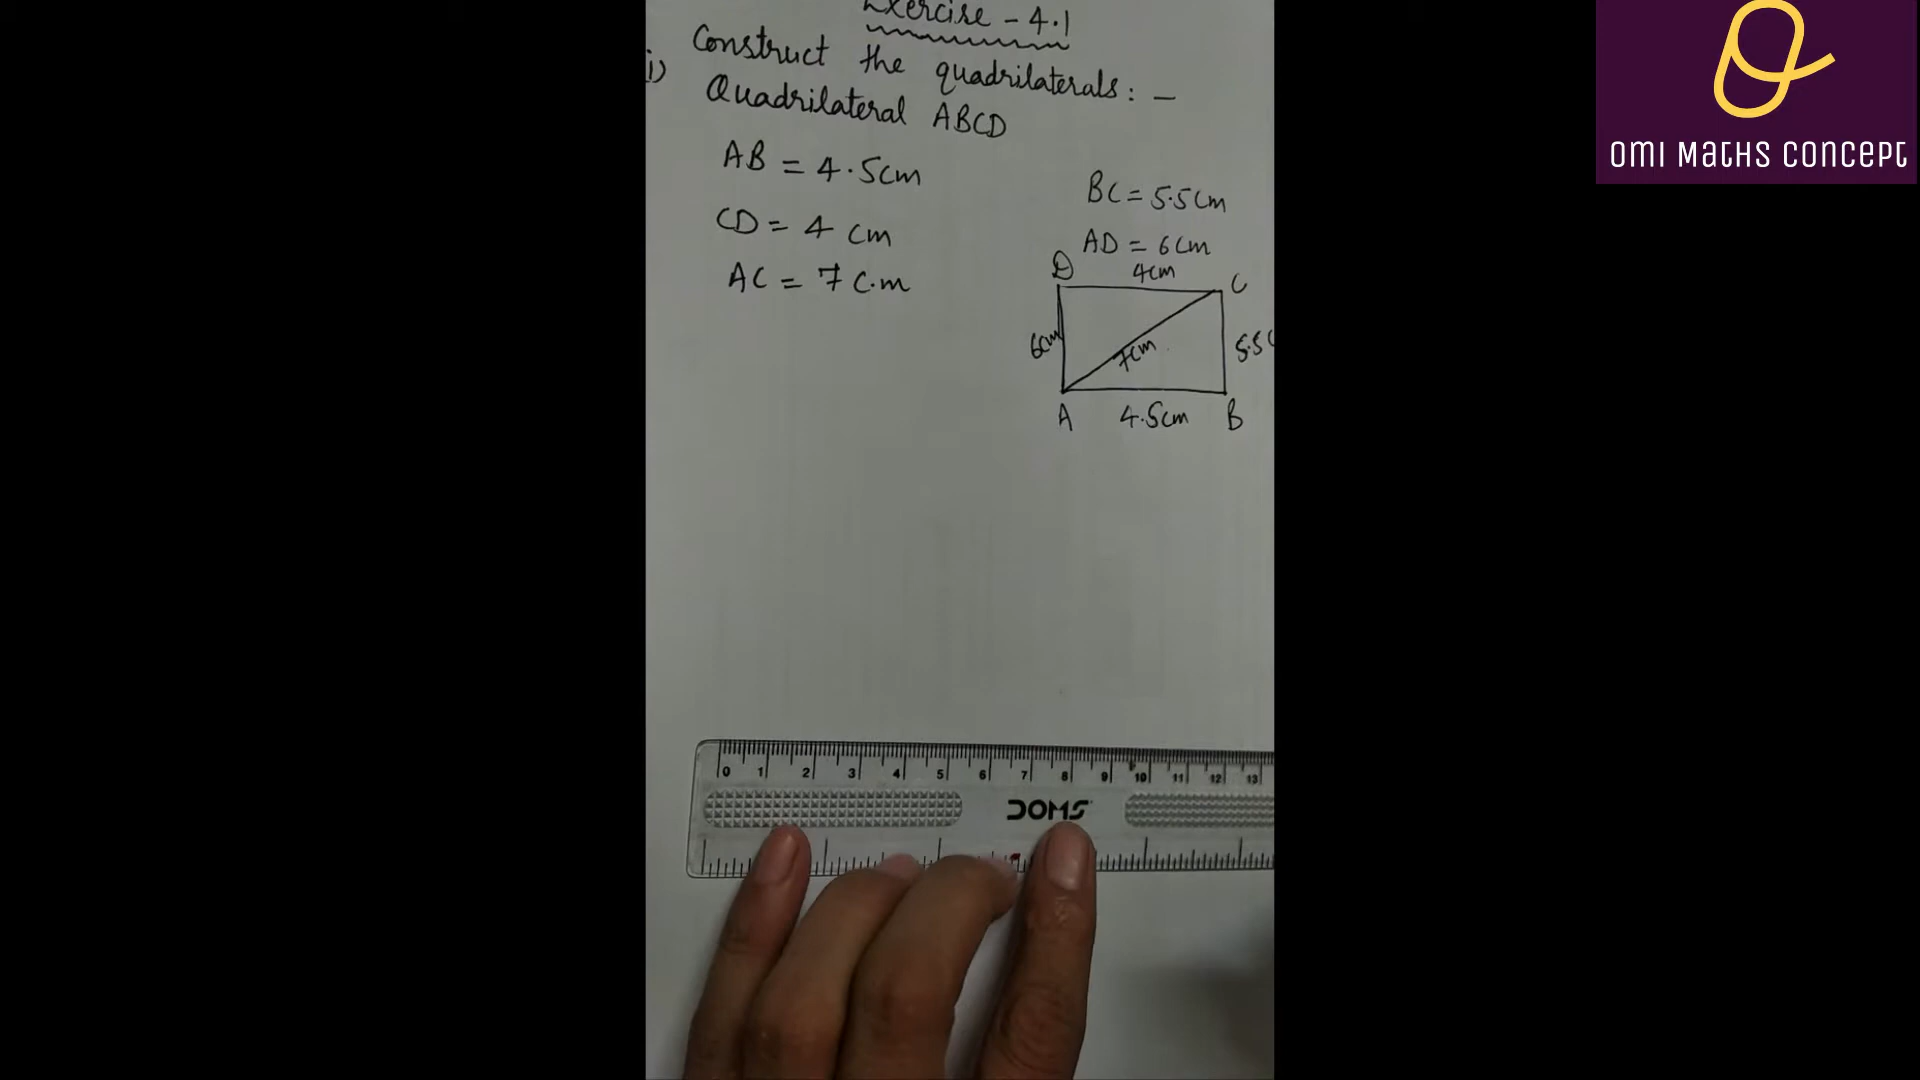 Exercise - 4.1
Construct the quadrilaterals: -
i) Quadrilateral ABCD
AB = 4.5cm
BC = 5.5cm
CD = 4 cm
AD = 6cm
AC = 7 c.m
D 4cm C
6cm 7cm 5.5
A 4.5cm B
0 1 2 3 4 5 6 7 8 9 10 11 12 13
DOMS
OMI MATHS CONCEPT